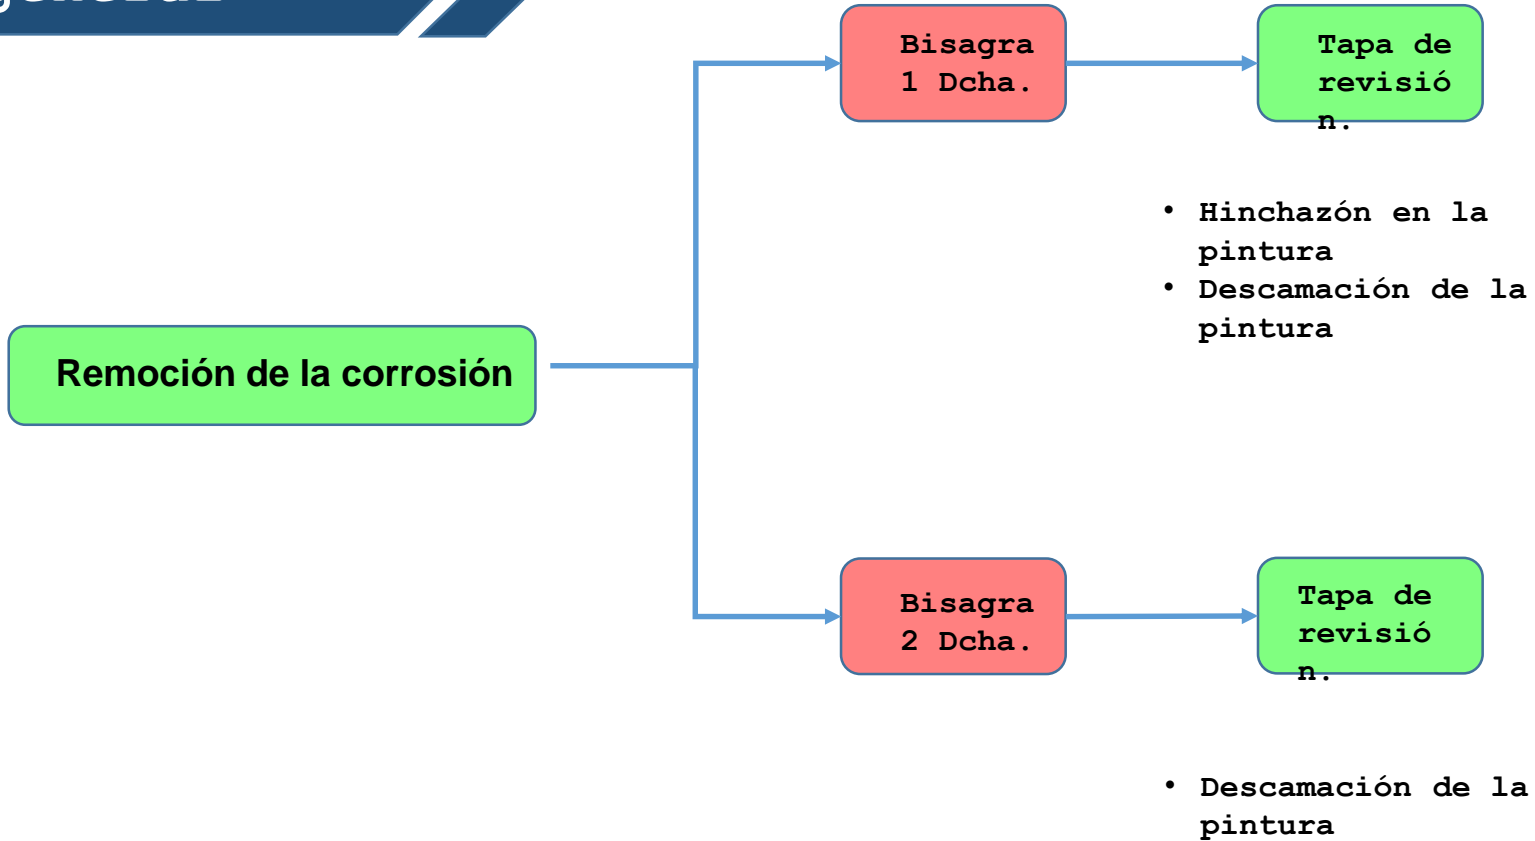 Bisagra
1 Dcha.
Tapa de
revisió
n.
• Hinchazón en la
pintura
• Descamación de la
pintura
Remoción de la corrosión
Bisagra
2 Dcha.
Tapa de
revisió
n.
• Descamación de la
pintura